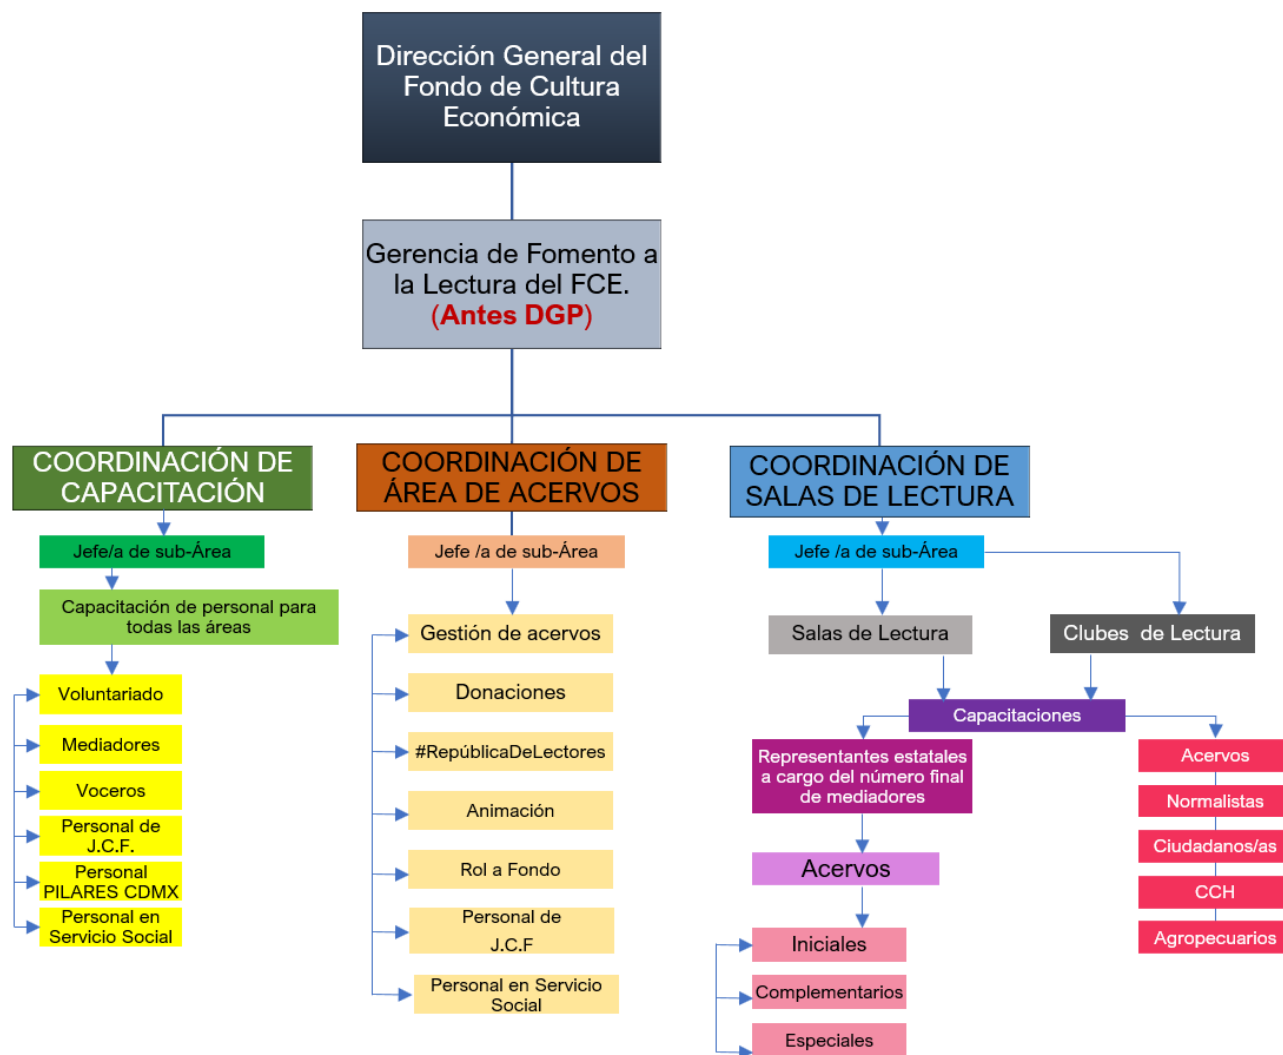 Dirección General del
Fondo de Cultura
Económica
Gerencia de Fomento a
la Lectura del FCE.
(Antes DGP)
COORDINACIÓN DE
CAPACITACIÓN
Jefe/a de sub-Área
Capacitación de personal para
todas las áreas
Voluntariado
Mediadores
Voceros
Personal de
J.C.F.
Personal
PILARES CDMX
Personal en
Servicio Social
COORDINACIÓN DE
ÁREA DE ACERVOS
Jefe /a de sub-Área
Gestión de acervos
Donaciones
#RepúblicaDeLectores
Animación
Rol a Fondo
Personal de
J.C.F
Personal en Servicio
Social
COORDINACIÓN DE
SALAS DE LECTURA
Jefe /a de sub-Área
Salas de Lectura
Clubes de Lectura
Capacitaciones
Representantes estatales
a cargo del número final
de mediadores
Acervos
Iniciales
Complementarios
Especiales
Acervos
Normalistas
Ciudadanos/as
CCH
Agropecuarios